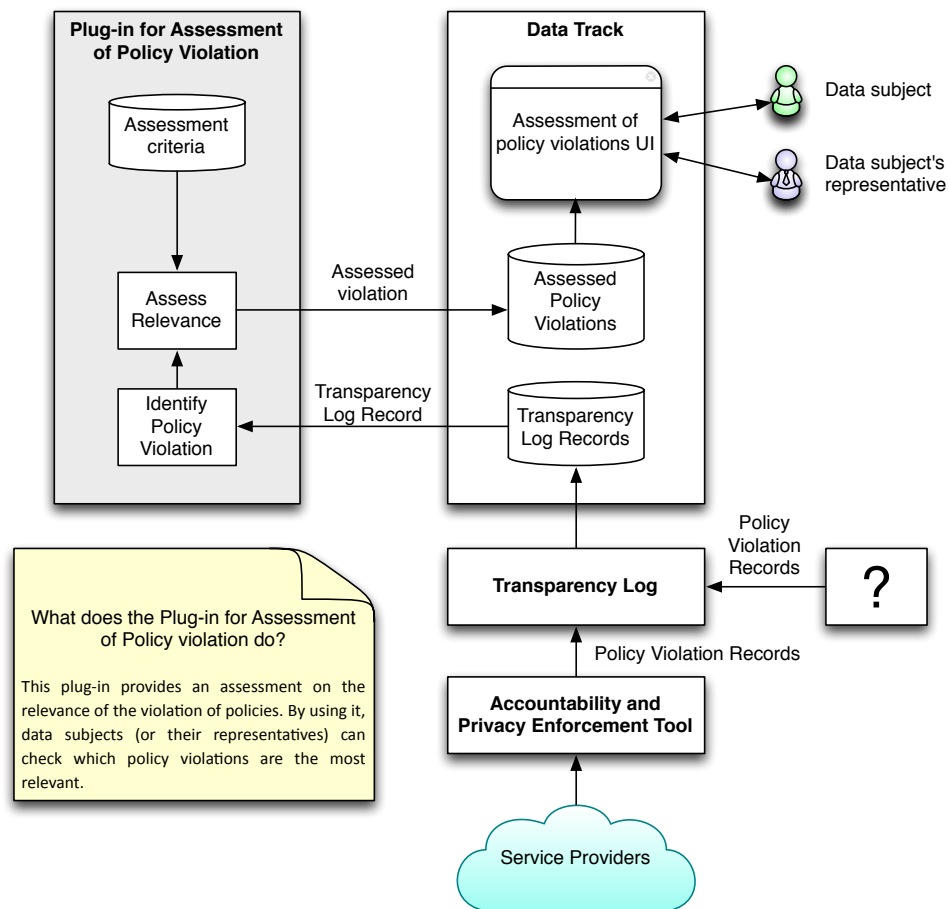 Plug-in for Assessment
of Policy Violation
Assessment
criteria
Assess
Relevance
Identify
Policy
Violation
Assessed
violation
Transparency
Log Record
Data Track
Assessment of
policy violations UI
Assessed
Policy
Violations
Transparency
Log Records
Data subject
Data subject's
representative
Policy
Violation
Records
?
Transparency Log
Policy Violation Records
Accountability and
Privacy Enforcement Tool
Service Providers
What does the Plug-in for Assessment
of Policy violation do?
This plug-in provides an assessment on the
relevance of the violation of policies. By using it,
data subjects (or their representatives) can
check which policy violations are the most
relevant.